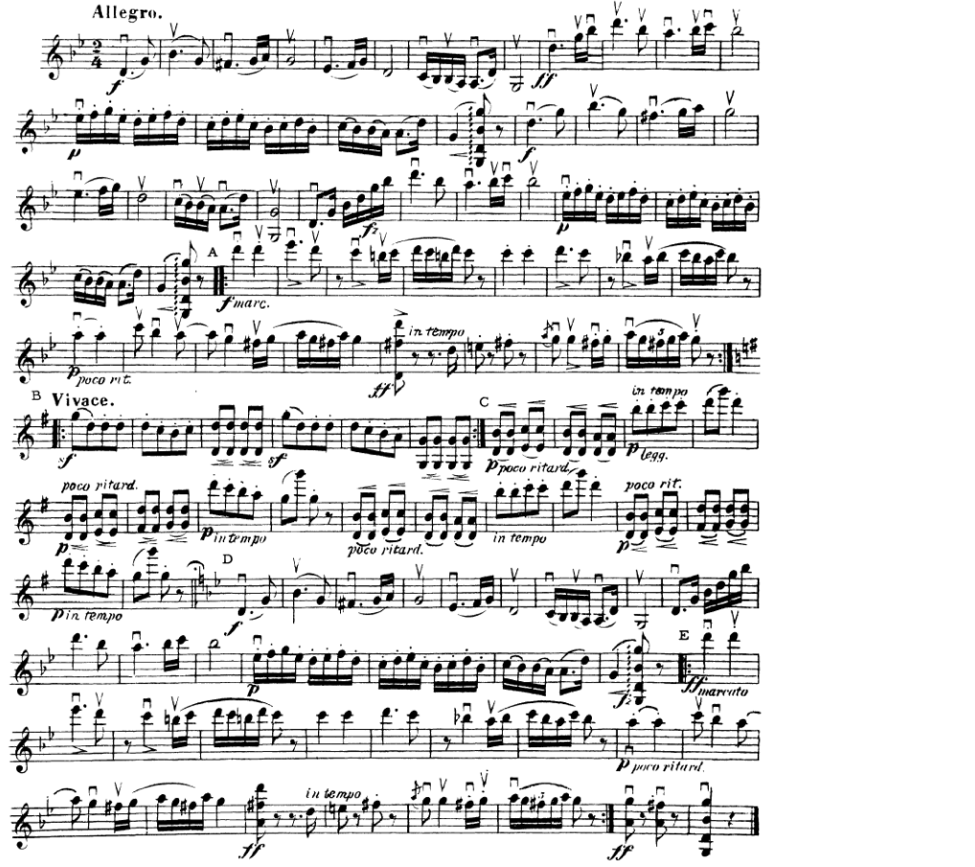 Allegro.
2
4
f ff
p f
fz p
A
f marc.
in tempo
p poco rit. ff 3
B Vivace. C in tempo
sf sf p poco ritard. p legg.
poco ritard. poco rit.
p p in tempo poco ritard. in tempo p
D
p in tempo f
E
p fz ff marcato
p poco ritard.
in tempo
ff 3 ff